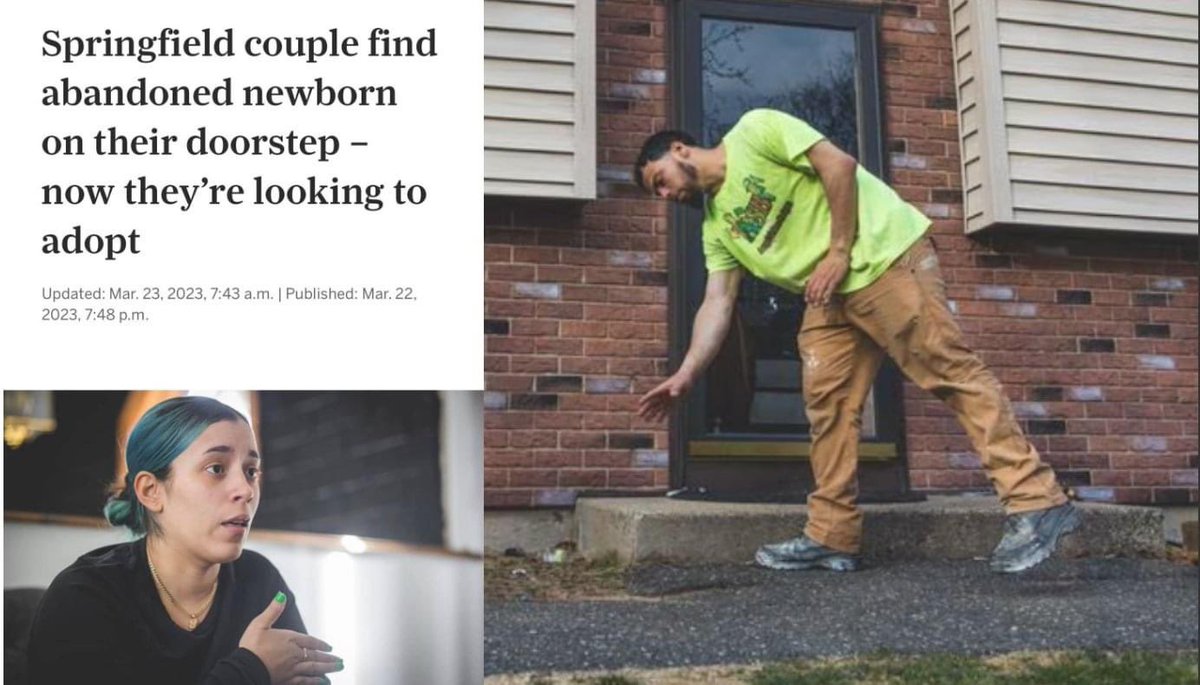 Springfield couple find
abandoned newborn
on their doorstep –
now they’re looking to
adopt
Updated: Mar. 23, 2023, 7:43 a.m. | Published: Mar. 22,
2023, 7:48 p.m.